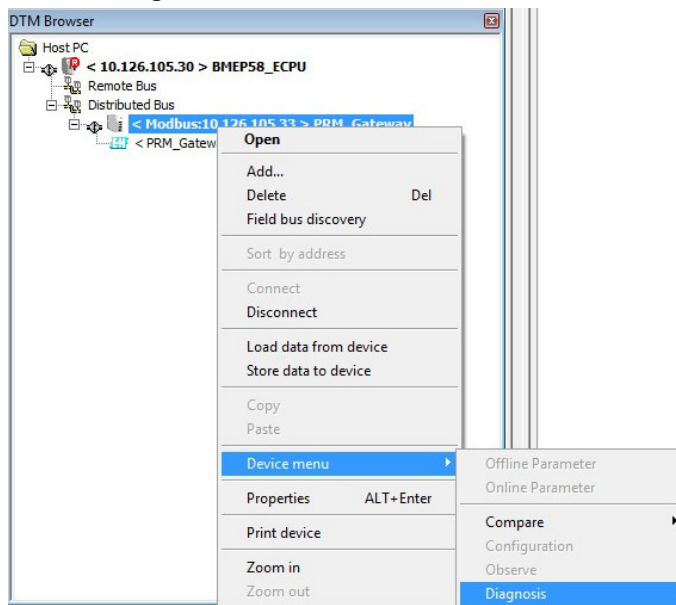 DTM Browser
Host PC
< 10.126.105.30 > BMEP58_ECPU
Remote Bus
Distributed Bus
< Modbus:10.126.105.33 > PRM_Gateway
< PRM_Gatew
Open
Add...
Delete Del
Field bus discovery
Sort by address
Connect
Disconnect
Load data from device
Store data to device
Copy
Paste
Device menu
Offline Parameter
Online Parameter
Properties ALT+Enter
Compare
Print device
Configuration
Zoom in
Observe
Zoom out
Diagnosis